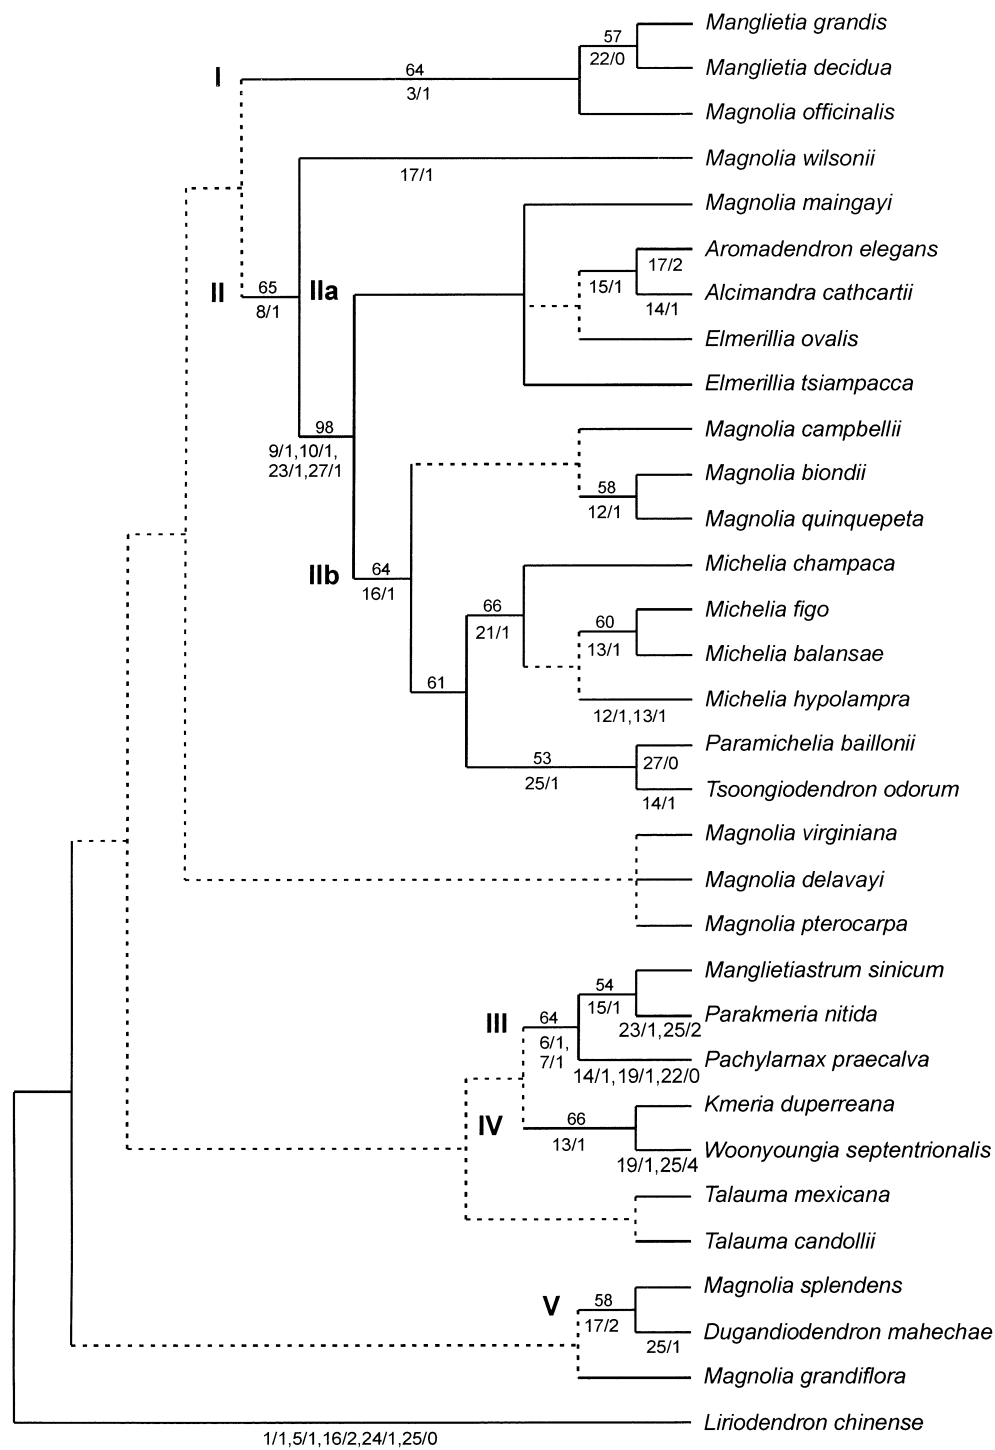 Manglietia grandis
57
22/0
Manglietia decidua
I
64
3/1
Magnolia officinalis
Magnolia wilsonii
17/1
Magnolia maingayi
Aromadendron elegans
17/2
15/1
II
65
8/1
IIa
Alcimandra cathcartii
14/1
Elmerillia ovalis
Elmerillia tsiampacca
98
9/1,10/1,
23/1,27/1
Magnolia campbellii
Magnolia biondii
58
12/1
Magnolia quinquepeta
IIb
64
16/1
Michelia champaca
66
21/1
Michelia figo
60
13/1
Michelia balansae
61
Michelia hypolampra
12/1,13/1
Paramichelia baillonii
53
25/1
27/0
Tsoongiodendron odorum
14/1
Magnolia virginiana
Magnolia delavayi
Magnolia pterocarpa
Manglietiastrum sinicum
54
15/1
III
64
6/1,
7/1
Parakmeria nitida
23/1,25/2
Pachylarnax praecalva
14/1,19/1,22/0
Kmeria duperreana
IV
66
13/1
Woonyoungia septentrionalis
19/1,25/4
Talauma mexicana
Talauma candollii
Magnolia splendens
V
58
17/2
Dugandiodendron mahechae
25/1
Magnolia grandiflora
Liriodendron chinense
1/1,5/1,16/2,24/1,25/0